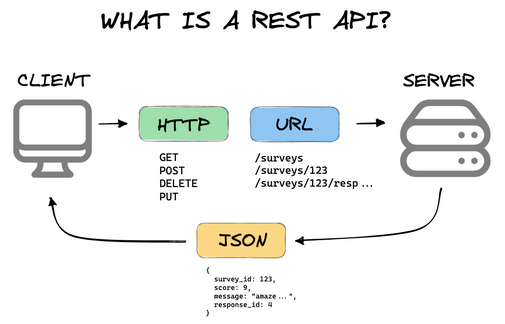 WHAT IS A REST API?
CLIENT
SERVER
HTTP
URL
GET
POST
DELETE
PUT
/surveys
/surveys/123
/surveys/123/resp...
JSON
{
survey_id: 123,
score: 9,
message: "amaze...",
response_id: 4
}